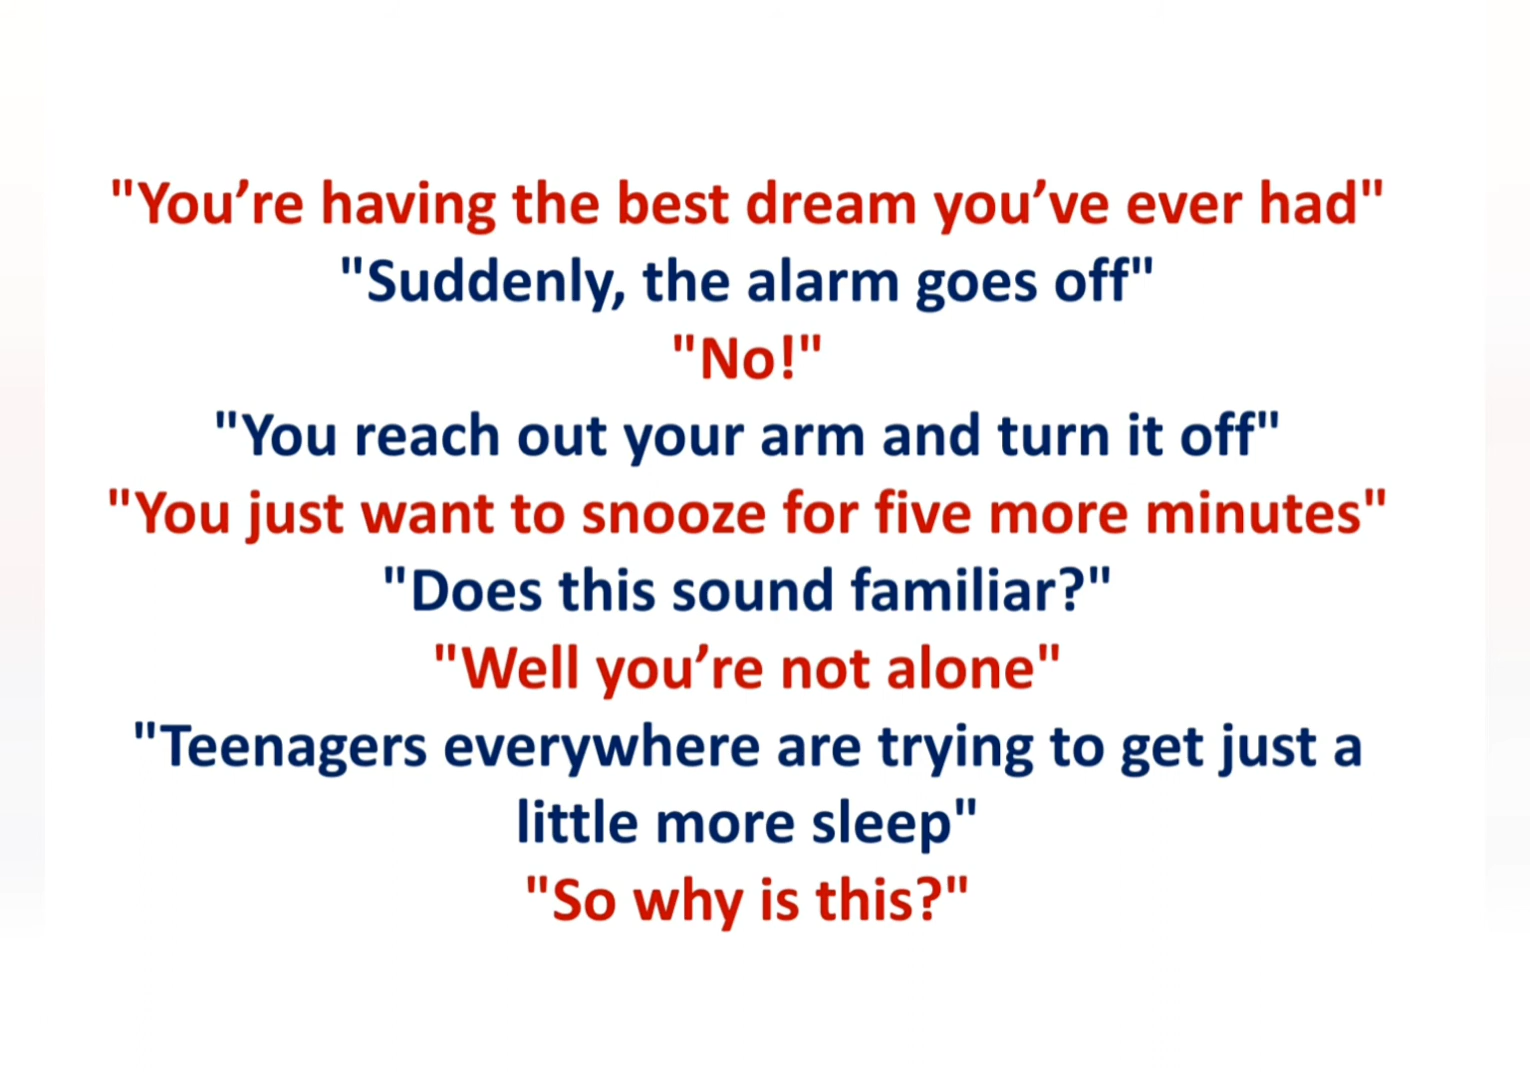 "You’re having the best dream you’ve ever had"
"Suddenly, the alarm goes off"
"No!"
"You reach out your arm and turn it off"
"You just want to snooze for five more minutes"
"Does this sound familiar?"
"Well you’re not alone"
"Teenagers everywhere are trying to get just a
little more sleep"
"So why is this?"